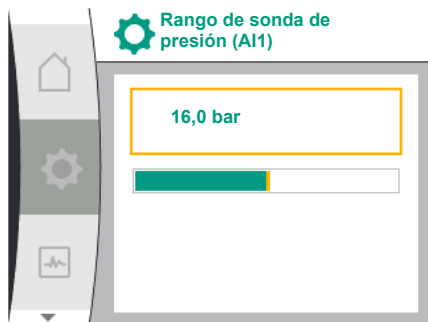 Rango de sonda de
presión (AI1)
16,0 bar